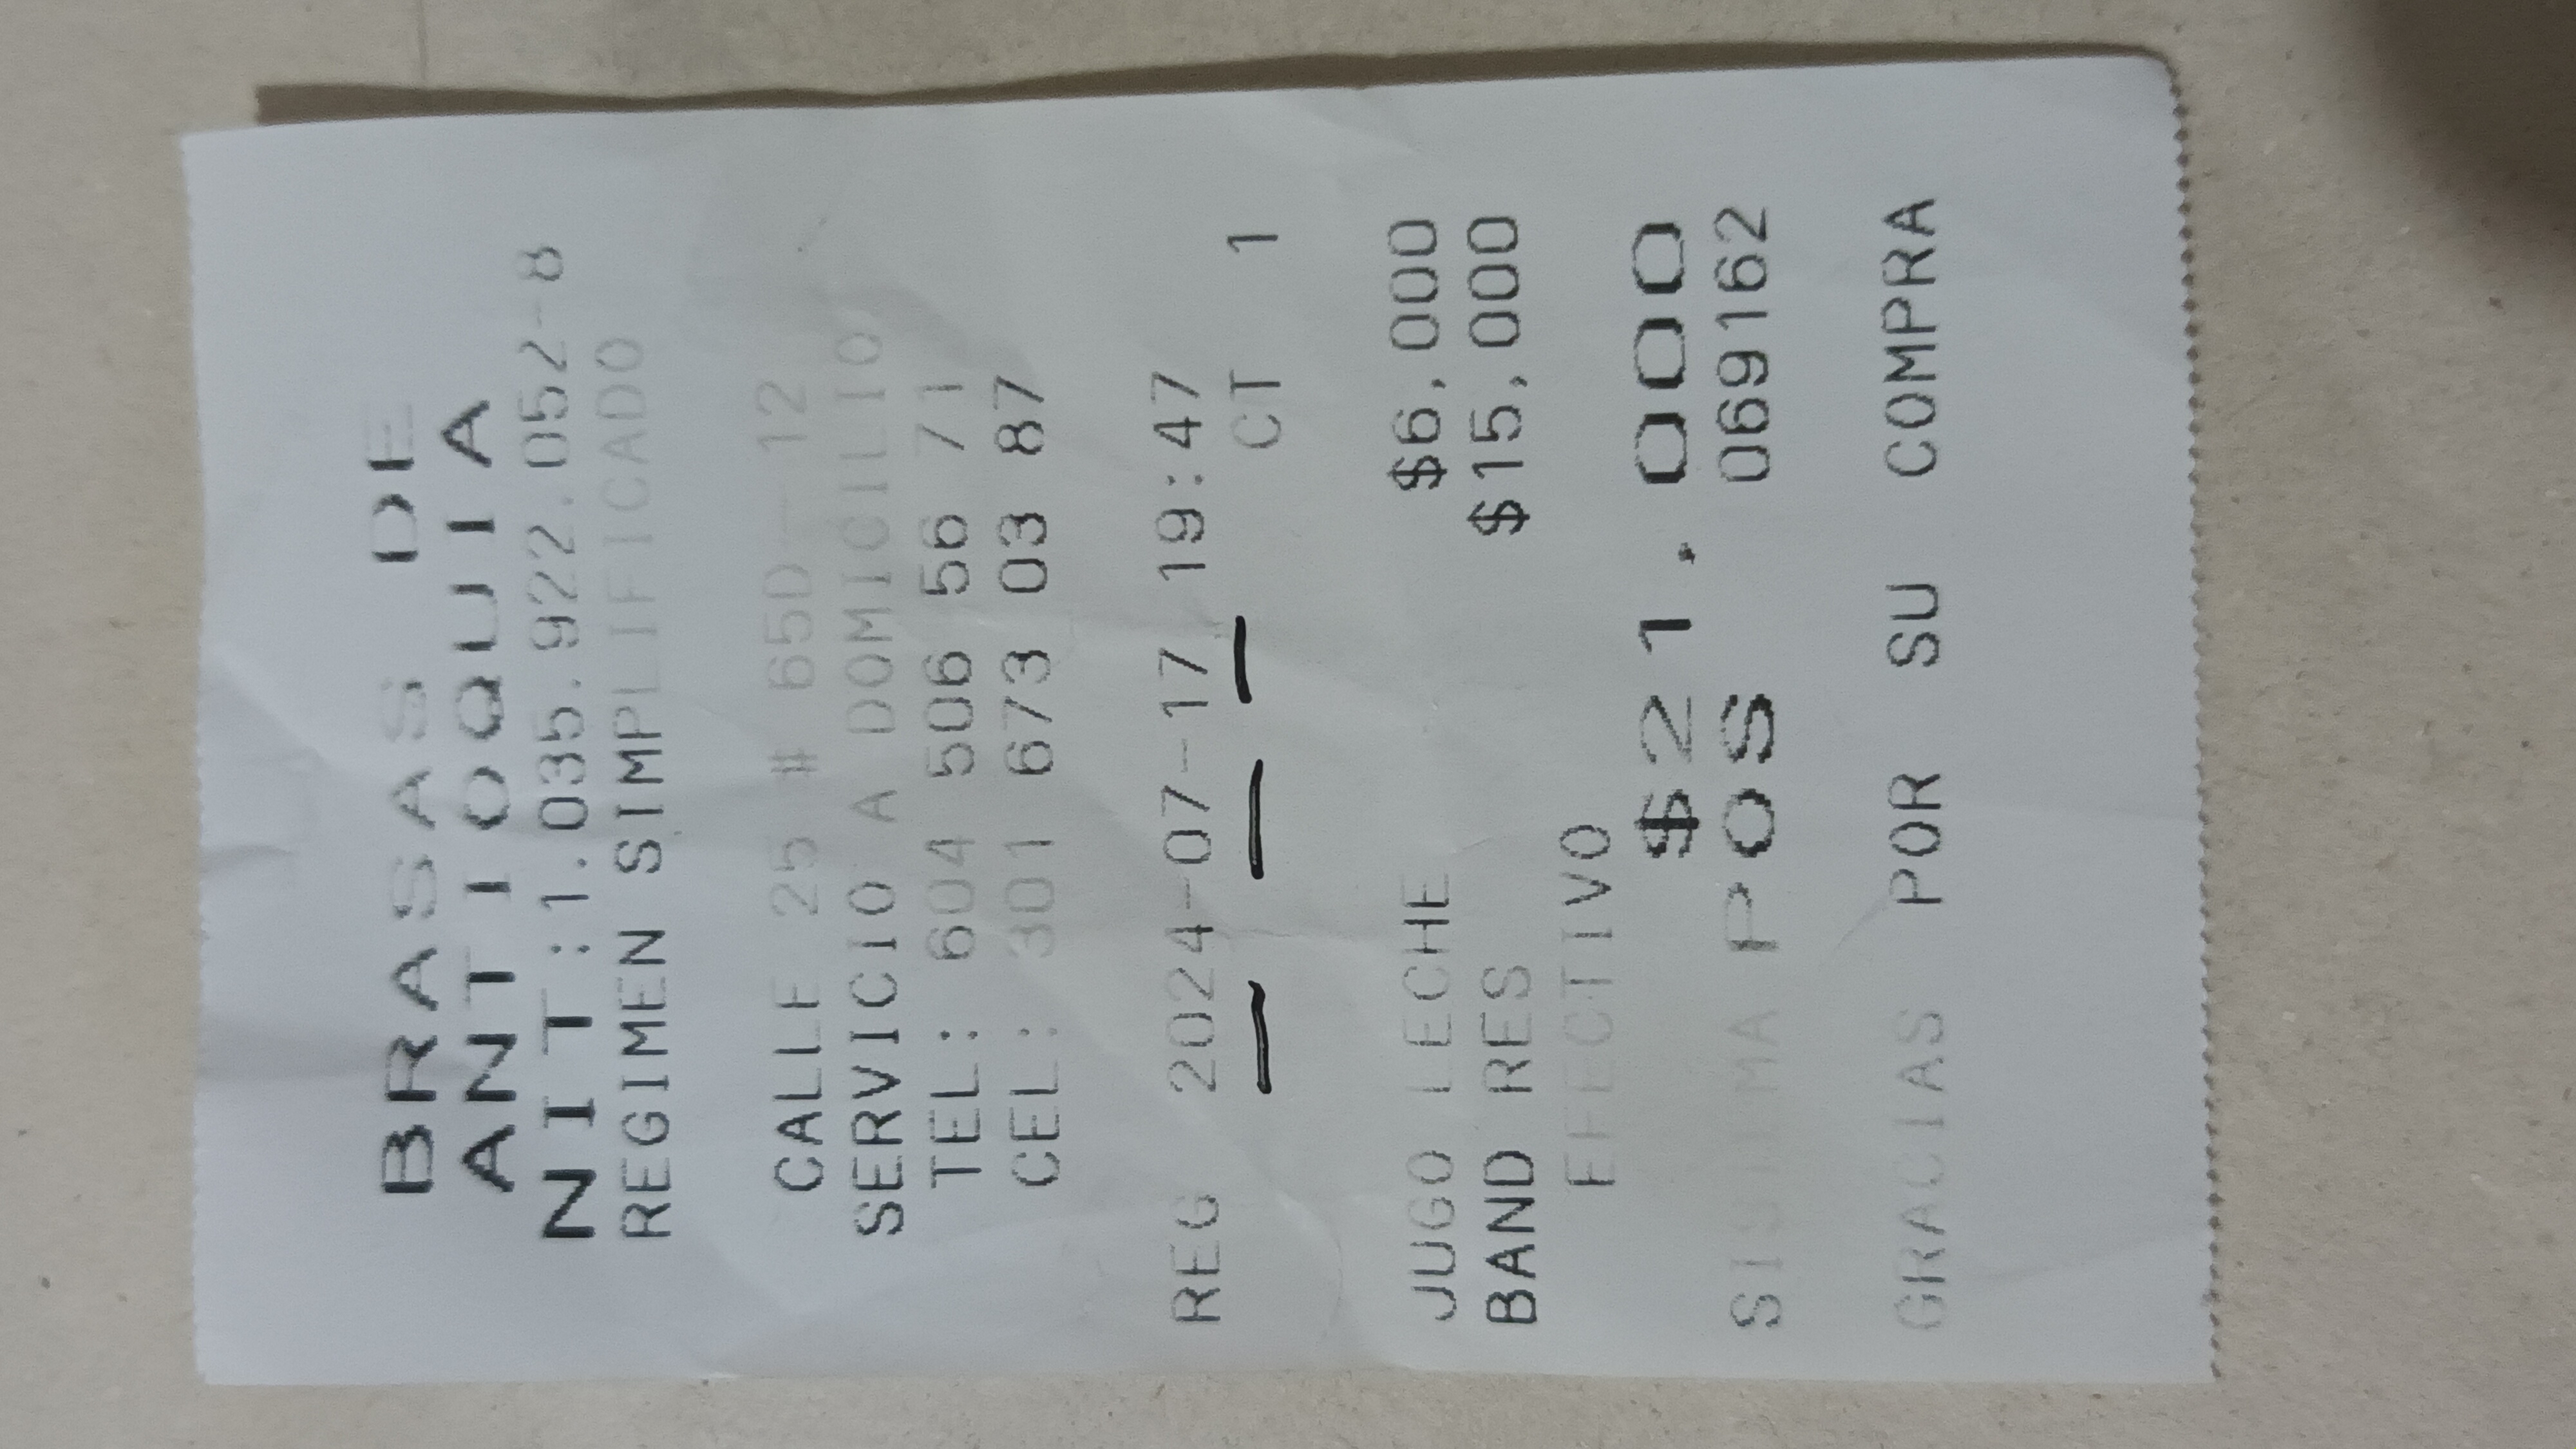 BRASAS DE
ANTIOQUIA
NIT:1.035.922.052-8
REGIMEN SIMPLIFICADO
CALLE 25 # 65D-12
SERVICIO A DOMICILIO
TEL: 604 506 56 71
CEL: 301 673 03 87
REG 2024-07-17 19:47
CT 1
JUGO LECHE $6,000
BAND RES $15,000
EFECTIVO
$21.000
POS 069162
GRACIAS POR SU COMPRA